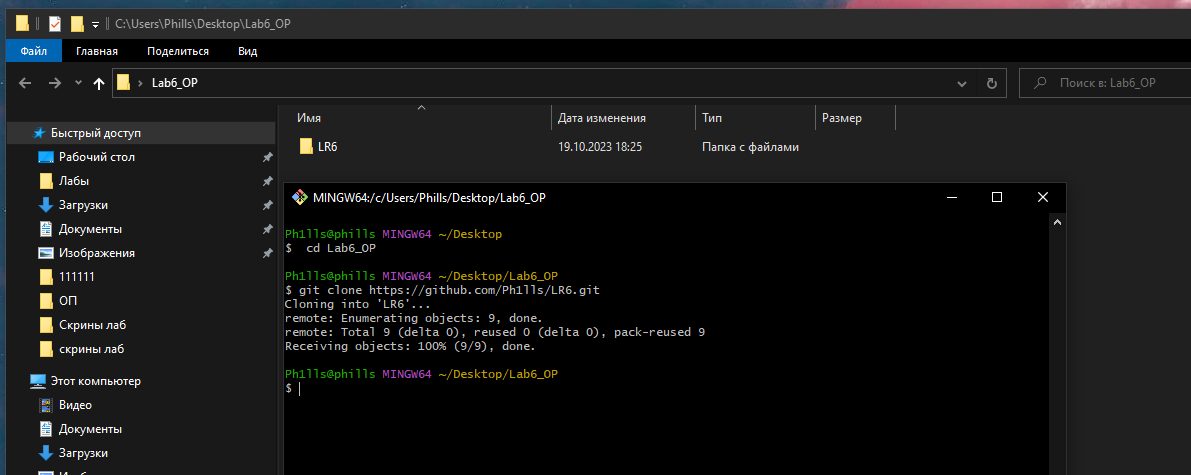 C:\Users\Phills\Desktop\Lab6_OP
Файл Главная Поделиться Вид
Lab6_OP
Поиск в: Lab6_OP
Имя Дата изменения Тип Размер
LR6 19.10.2023 18:25 Папка с файлами
Быстрый доступ
Рабочий стол
Лабы
Загрузки
Документы
Изображения
111111
ОП
Скрины лаб
скрины лаб
Этот компьютер
Видео
Документы
Загрузки
MINGW64:/c/Users/Phills/Desktop/Lab6_OP
Ph1lls@phills MINGW64 ~/Desktop
$  cd Lab6_OP
Ph1lls@phills MINGW64 ~/Desktop/Lab6_OP
$ git clone https://github.com/Ph1lls/LR6.git
Cloning into 'LR6'...
remote: Enumerating objects: 9, done.
remote: Total 9 (delta 0), reused 0 (delta 0), pack-reused 9
Receiving objects: 100% (9/9), done.
Ph1lls@phills MINGW64 ~/Desktop/Lab6_OP
$